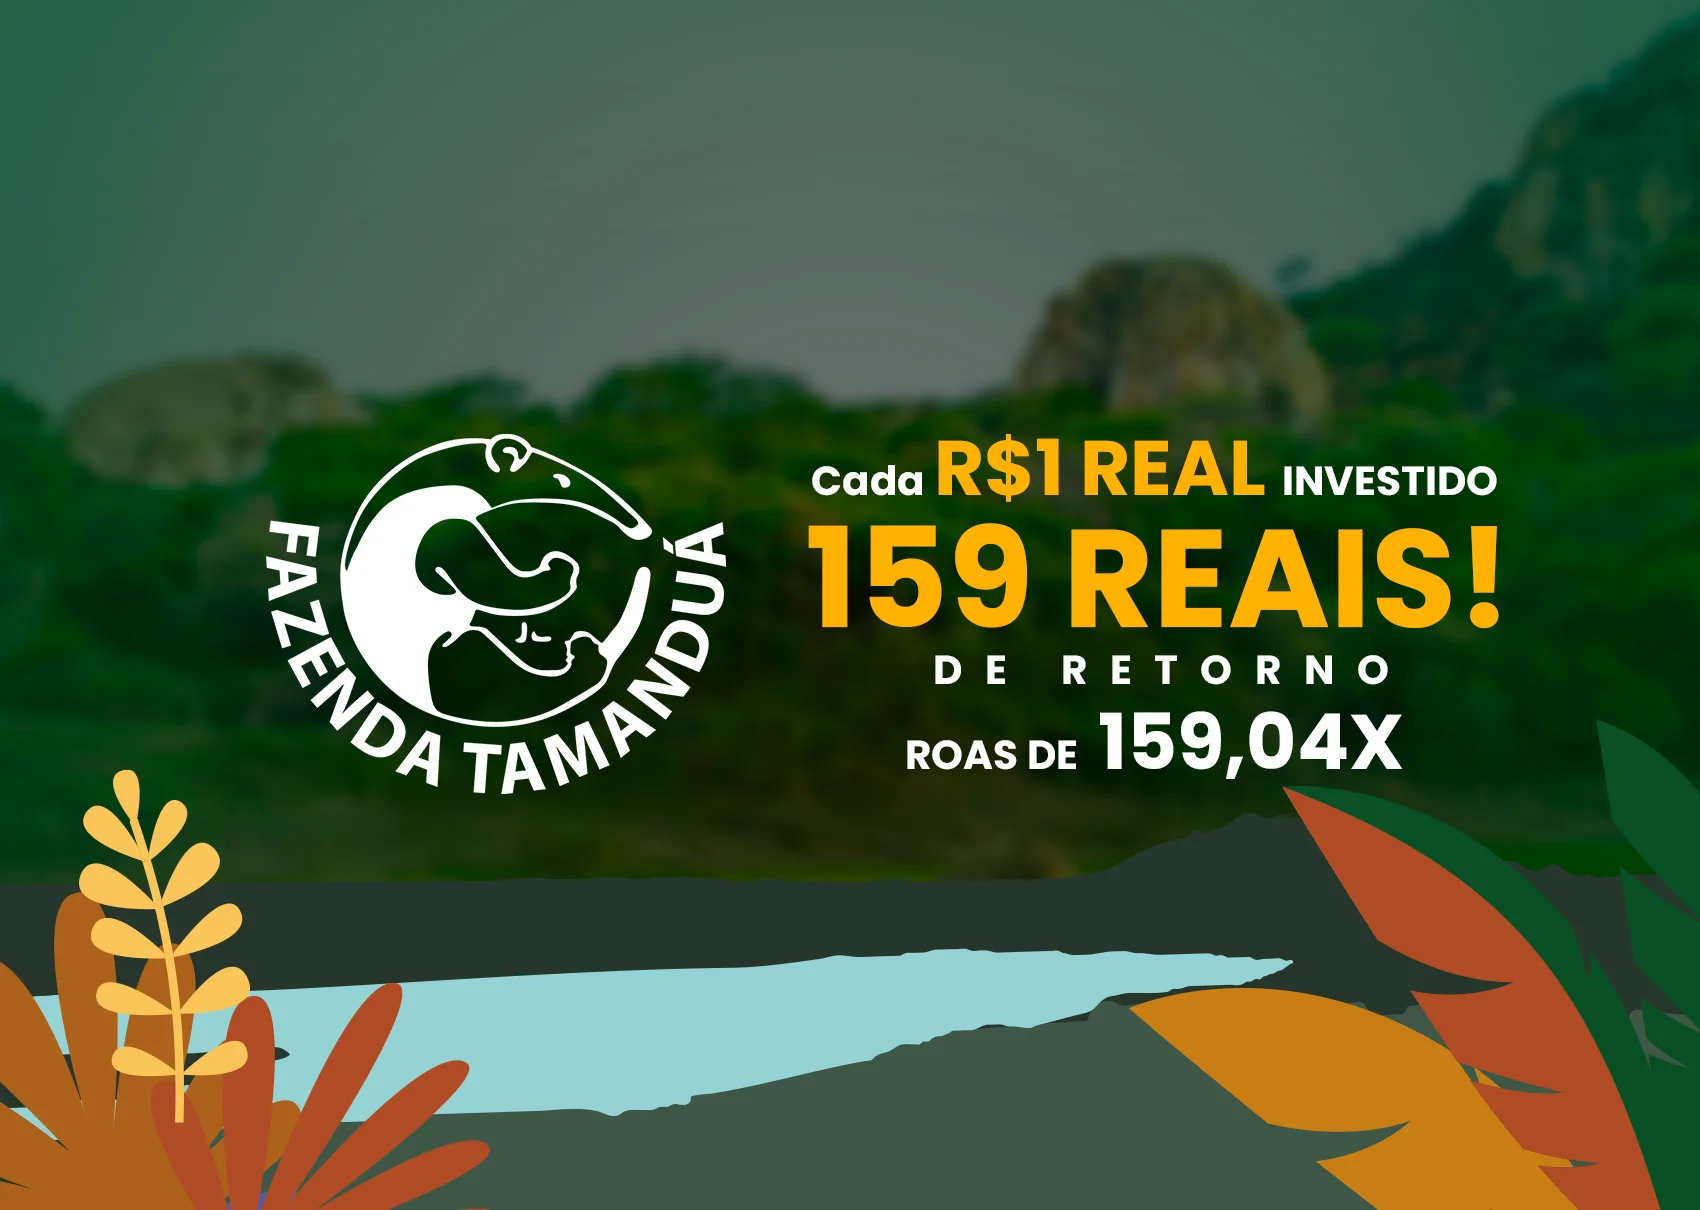 FAZENDA TAMANDUÁ
Cada R$1 REAL INVESTIDO
159 REAIS!
DE RETORNO
ROAS DE 159,04X